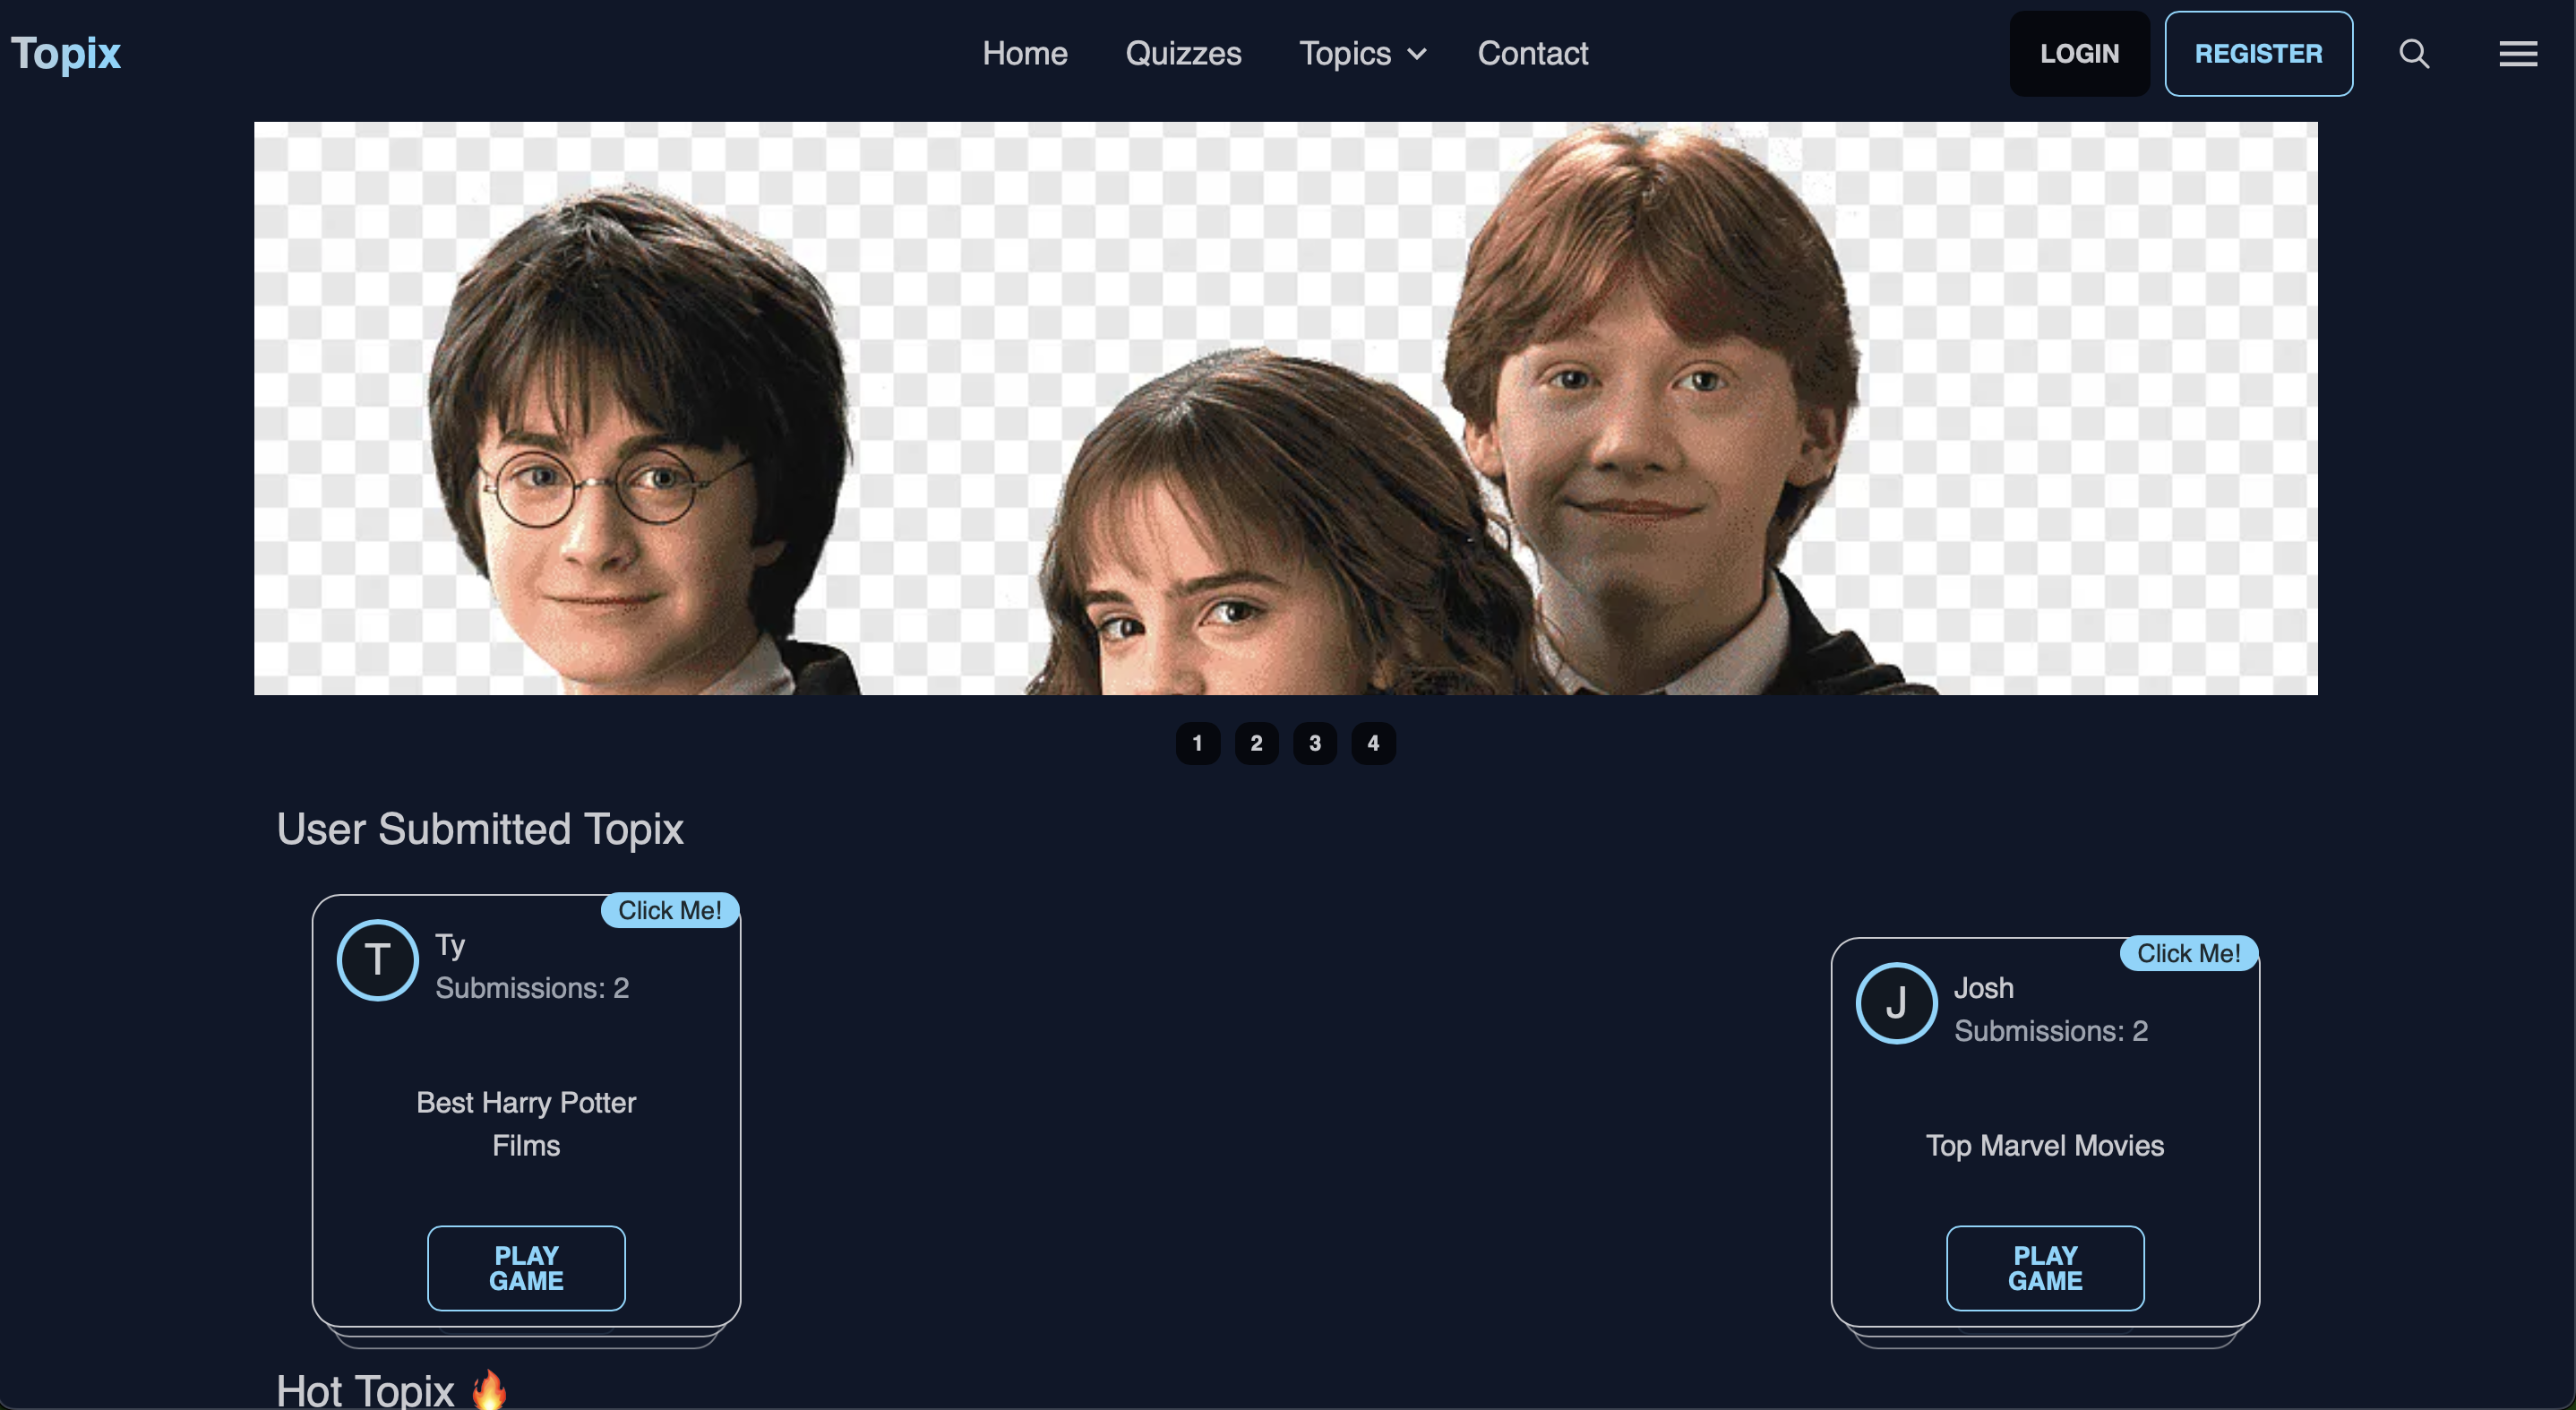 Topix
Home Quizzes Topics Contact
LOGIN REGISTER
1 2 3 4
User Submitted Topix
Click Me!
T
Ty
Submissions: 2
Best Harry Potter
Films
PLAY
GAME
Click Me!
J
Josh
Submissions: 2
Top Marvel Movies
PLAY
GAME
Hot Topix 🔥